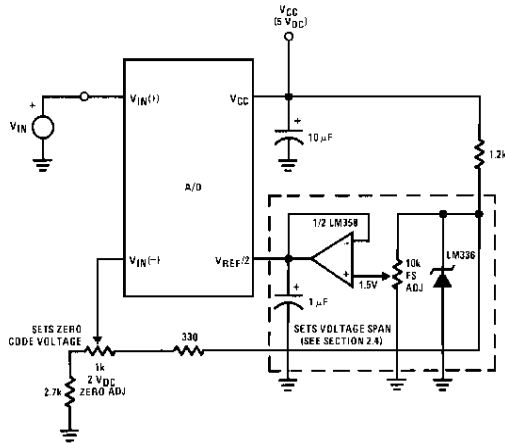 VCC
(5 VDC)
VIN(+)
VCC
+
VIN
+
10 µF
1.2k
A/D
1/2 LM358
VIN(−)
VREF/2
-
+
1.5V
10k
FS
ADJ
LM336
+
1 µF
SETS ZERO
CODE VOLTAGE
330
SETS VOLTAGE SPAN
(SEE SECTION 2.4)
1k
2 VDC
ZERO ADJ
2.7k